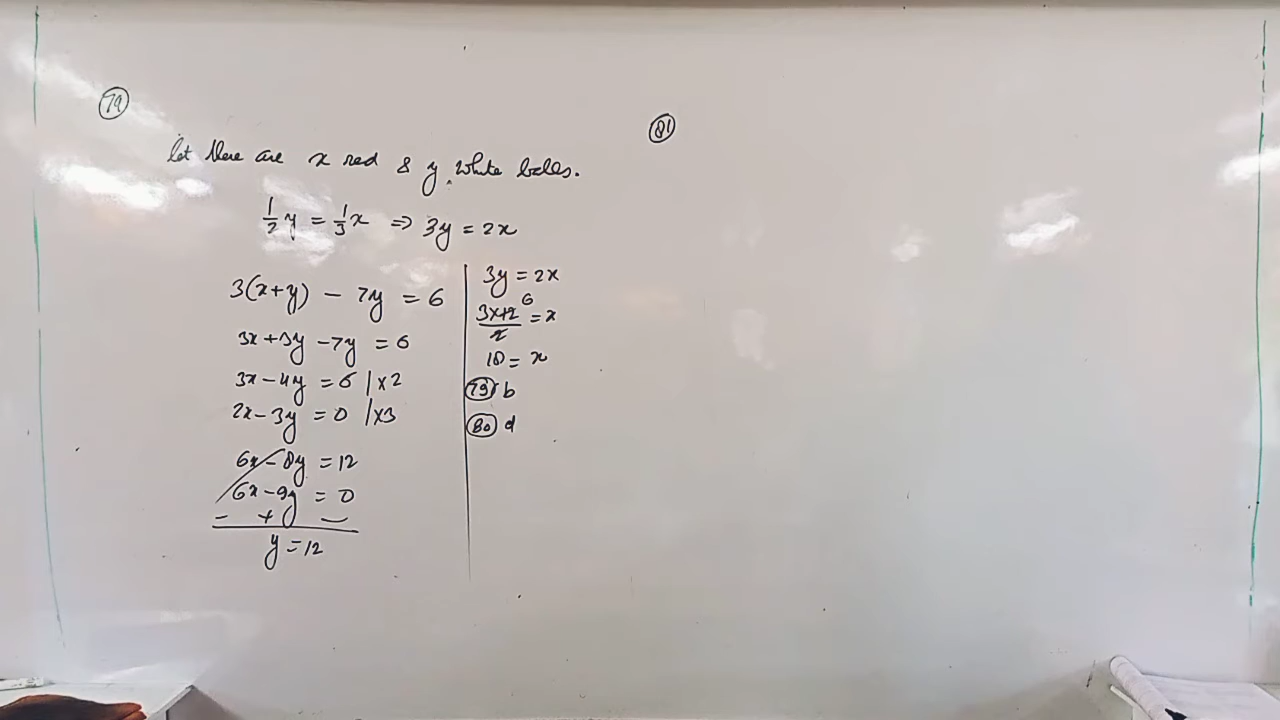 79
let there are x red & y white balls.
1/2 y = 1/3 x ⇒ 3y = 2x
3(x+y) - 7y = 6
3x+3y -7y = 6
3x-4y = 6 | x2
2x-3y = 0 | x3
6x-8y = 12
6x-9y = 0
- + -
y = 12
3y = 2x
3x12/2 = x
6
18 = x
79 b
80 d
81